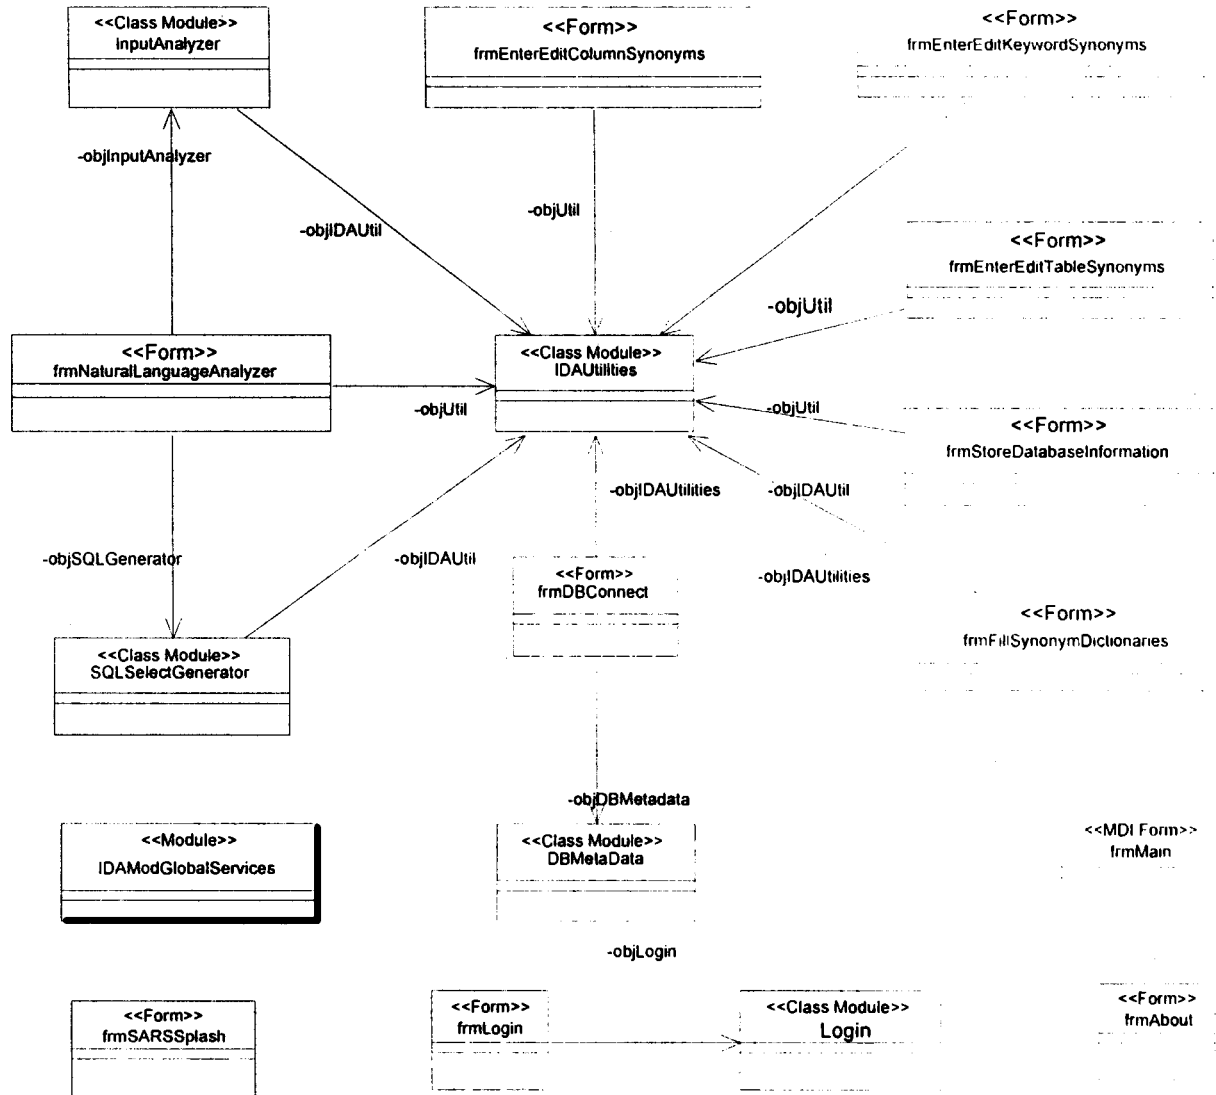 <<Class Module>>
InputAnalyzer
<<Form>>
frmEnterEditColumnSynonyms
<<Form>>
frmEnterEditKeywordSynonyms
-objInputAnalyzer
-objIDAUtil
-objUtil
<<Form>>
frmEnterEditTableSynonyms
-objUtil
<<Form>>
frmNaturalLanguageAnalyzer
<<Class Module>>
IDAUtilities
-objUtil
-objUtil
<<Form>>
frmStoreDatabaseInformation
-objIDAUtilities
-objIDAUtil
-objSQLGenerator
-objIDAUtil
<<Form>>
frmDBConnect
-objIDAUtilities
<<Form>>
frmFillSynonymDictionaries
<<Class Module>>
SQLSelectGenerator
-objDBMetadata
<<Module>>
IDAModGlobalServices
<<Class Module>>
DBMetaData
<<MDI Form>>
frmMain
-objLogin
<<Form>>
frmSARSSplash
<<Form>>
frmLogin
<<Class Module>>
Login
<<Form>>
frmAbout